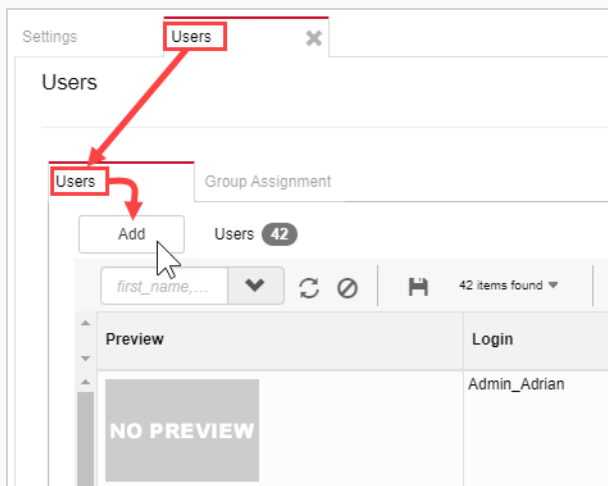 Settings
Users
Users
Users
Group Assignment
Add
Users 42
first_name,...
42 items found
Preview
Login
NO PREVIEW
Admin_Adrian